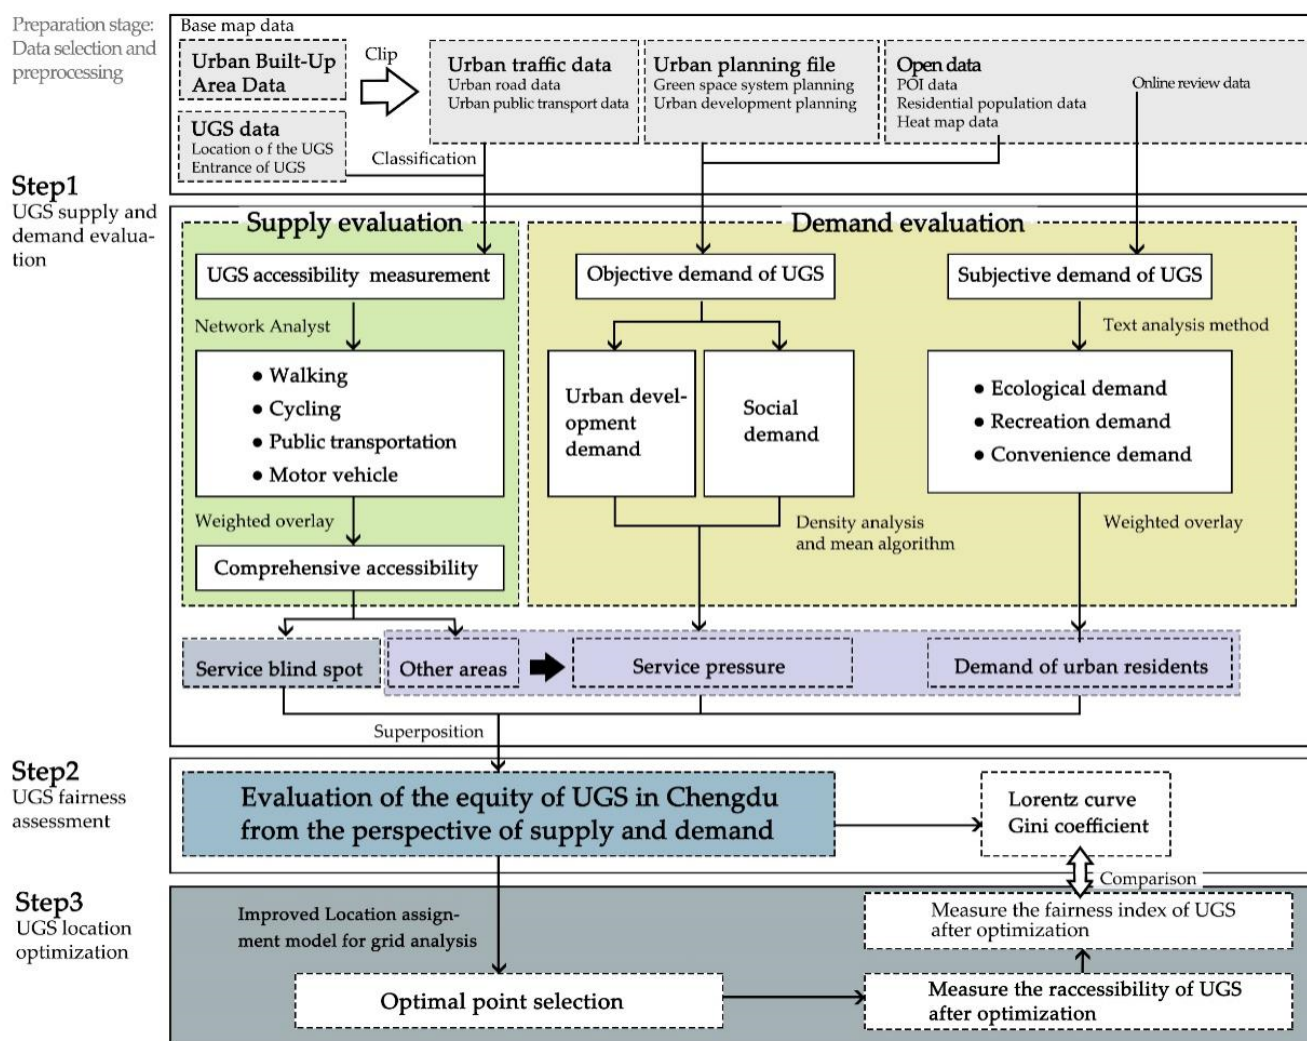 Preparation stage:
Data selection and
preprocessing
Base map data
Urban Built-Up
Area Data
Clip
Urban traffic data
Urban road data
Urban public transport data
Urban planning file
Green space system planning
Urban development planning
Open data
POI data
Residential population data
Heat map data
Online review data
UGS data
Location o f the UGS
Entrance of UGS
Classification
Step1
UGS supply and
demand evalua-
tion
Supply evaluation
Demand evaluation
UGS accessibility measurement
Objective demand of UGS
Subjective demand of UGS
Network Analyst
Text analysis method
● Walking
● Cycling
● Public transportation
● Motor vehicle
Urban devel-
opment
demand
Social
demand
● Ecological demand
● Recreation demand
● Convenience demand
Weighted overlay
Density analysis
and mean algorithm
Weighted overlay
Comprehensive accessibility
Service blind spot
Other areas
Service pressure
Demand of urban residents
Superposition
Step2
UGS fairness
assessment
Evaluation of the equity of UGS in Chengdu
from the perspective of supply and demand
Lorentz curve
Gini coefficient
Comparison
Step3
UGS location
optimization
Improved Location assign-
ment model for grid analysis
Measure the fairness index of UGS
after optimization
Optimal point selection
Measure the raccessibility of UGS
after optimization